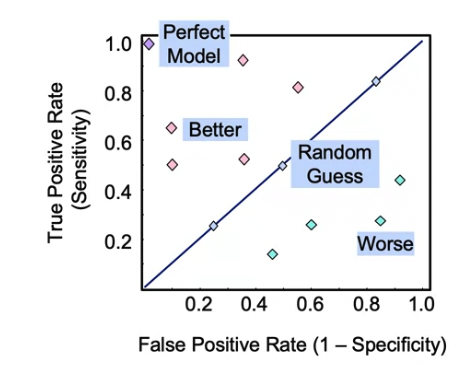 1.0
Perfect
Model
0.8
Better
0.6
Random
Guess
0.4
0.2
Worse
True Positive Rate
(Sensitivity)
0.2 0.4 0.6 0.8 1.0
False Positive Rate (1 – Specificity)